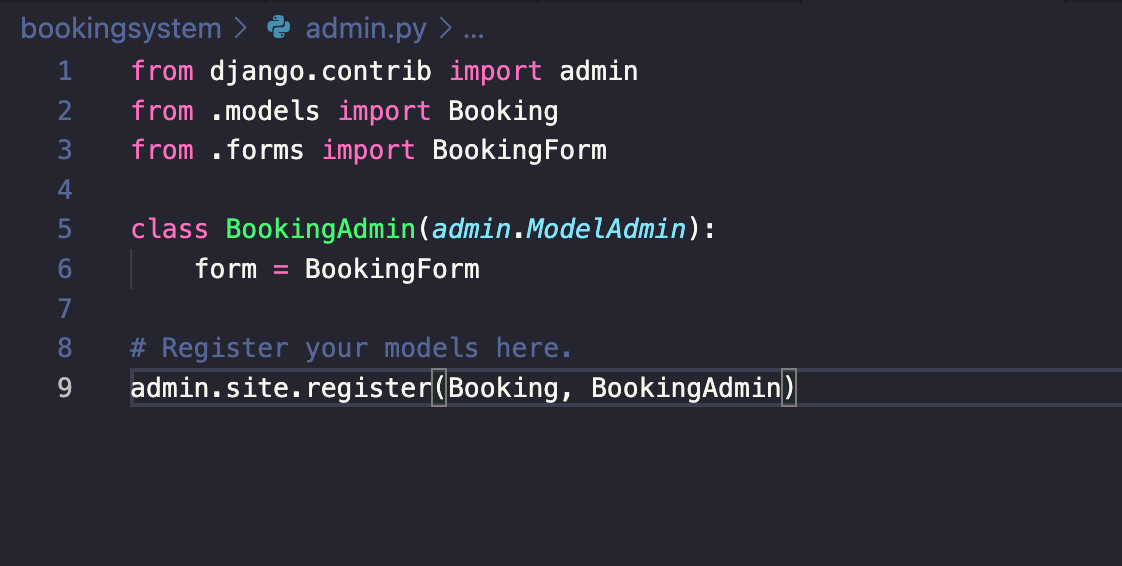 bookingsystem > admin.py > ...
1 from django.contrib import admin
2 from .models import Booking
3 from .forms import BookingForm
4
5 class BookingAdmin(admin.ModelAdmin):
6     form = BookingForm
7
8 # Register your models here.
9 admin.site.register(Booking, BookingAdmin)